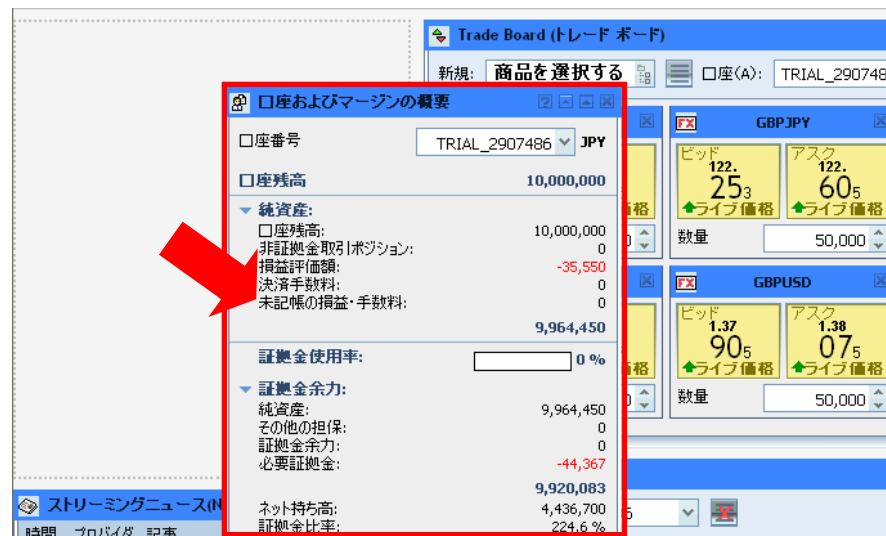 Trade Board (トレード ボード)
新規: 商品を選択する 口座(A): TRIAL_290748
口座およびマージンの概要
口座番号 TRIAL_2907486 JPY
口座残高 10,000,000
純資産:
口座残高: 10,000,000
非証拠金取引ポジション: 0
損益評価額: -35,550
決済手数料: 0
未記帳の損益・手数料: 0
9,964,450
証拠金使用率: 0 %
証拠金余力:
純資産: 9,964,450
その他の担保: 0
証拠金余力: 0
必要証拠金: -44,367
9,920,083
ネット持ち高: 4,436,700
証拠金比率: 224.6 %
FX GBPJPY
ビッド アスク
122. 122.
253 605
ライブ価格 ライブ価格
数量 50,000
FX GBPUSD
ビッド アスク
1.37 1.38
905 075
ライブ価格 ライブ価格
数量 50,000
ストリーミングニュース(N
時間 プロバイダ 記事